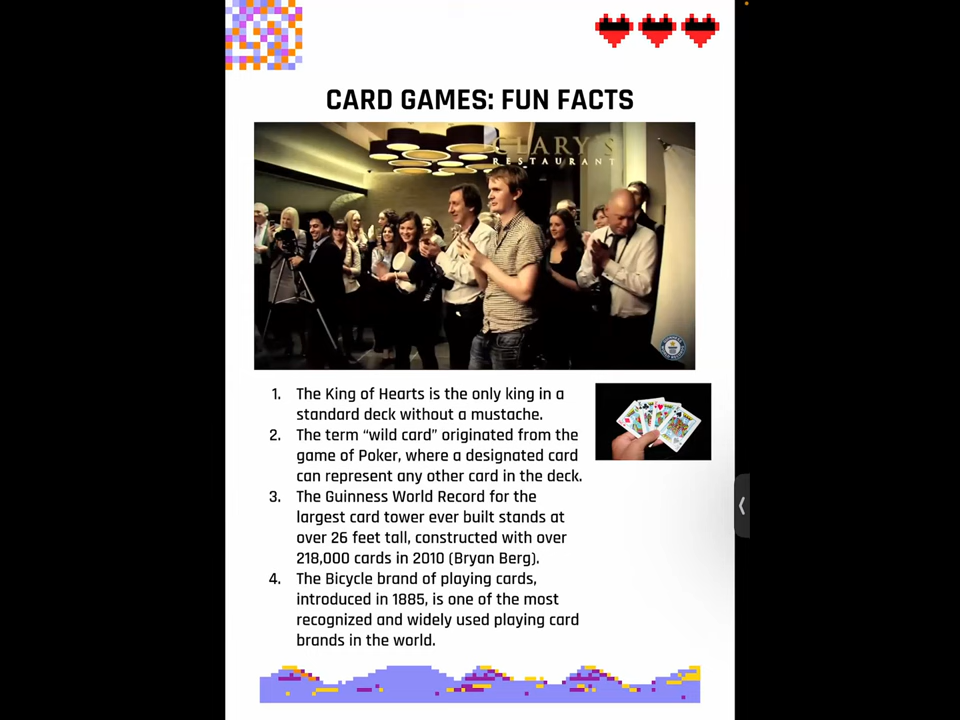 CARD GAMES: FUN FACTS
CLARY'S
RESTAURANT
1. The King of Hearts is the only king in a
standard deck without a mustache.
2. The term “wild card” originated from the
game of Poker, where a designated card
can represent any other card in the deck.
3. The Guinness World Record for the
largest card tower ever built stands at
over 26 feet tall, constructed with over
218,000 cards in 2010 (Bryan Berg).
4. The Bicycle brand of playing cards,
introduced in 1885, is one of the most
recognized and widely used playing card
brands in the world.